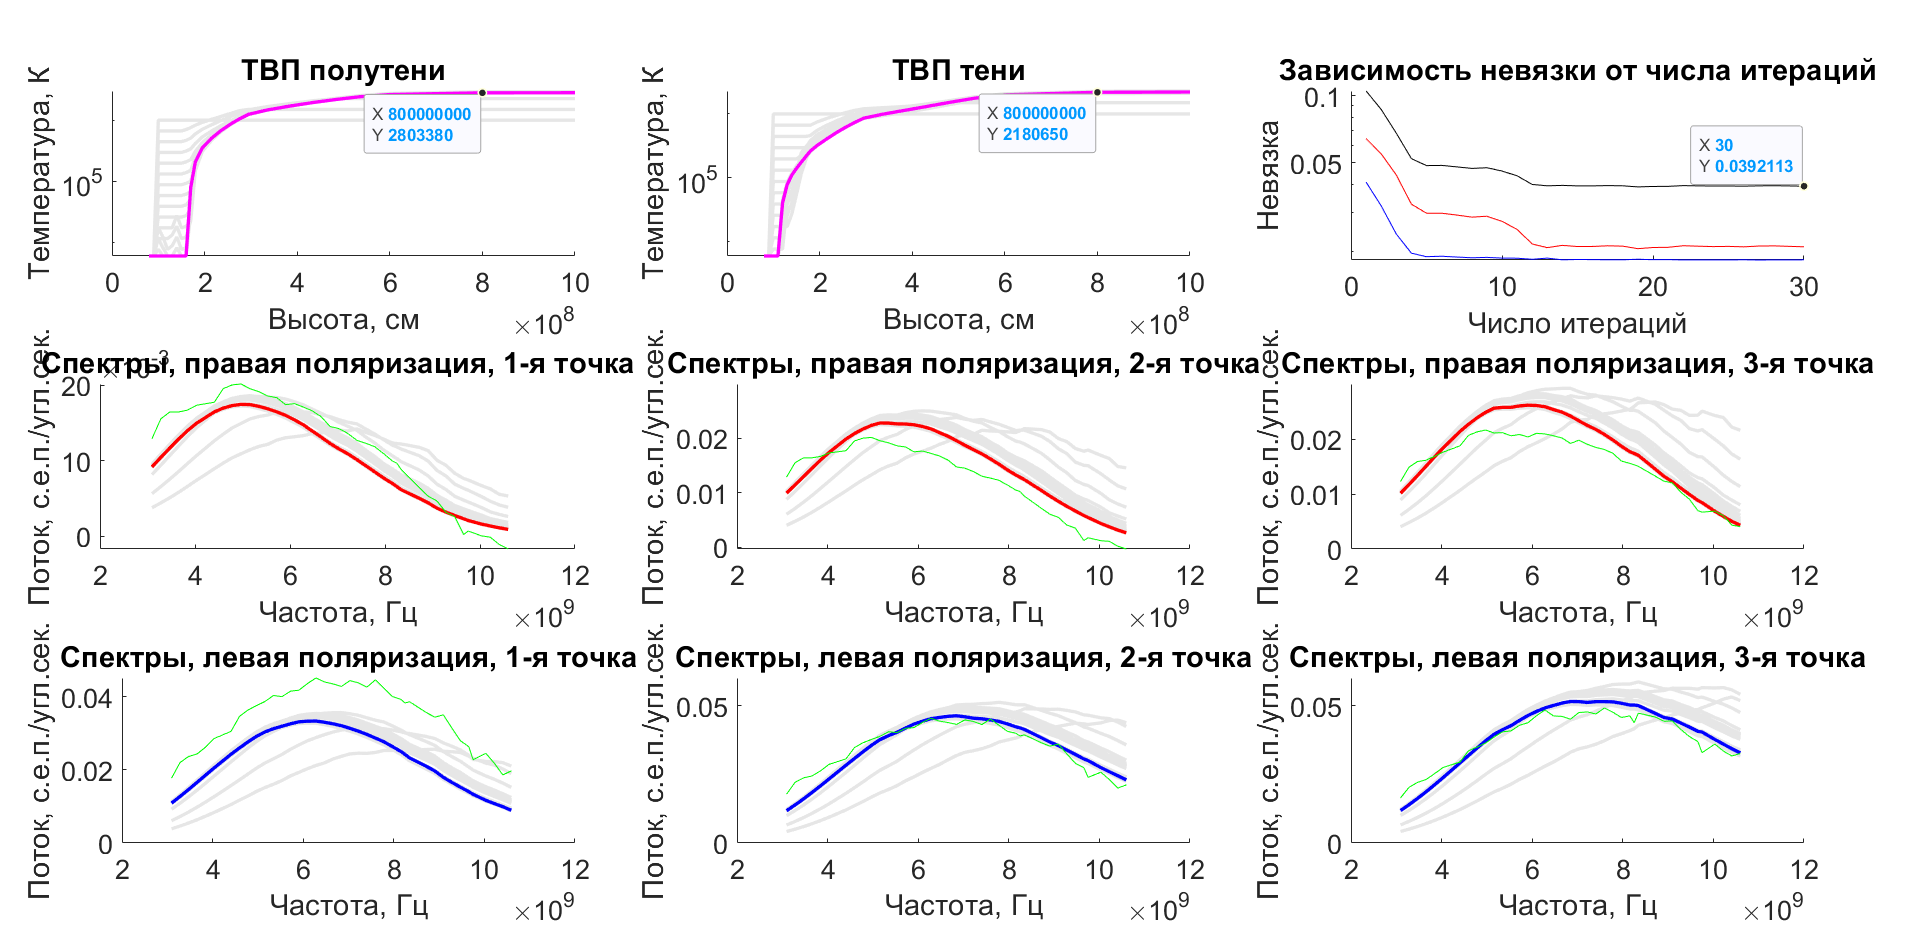 ТВП полутени
Температура, К
10^5
X 800000000
Y 2803380
0 2 4 6 8 10
Высота, см
×10^8
ТВП тени
Температура, К
10^5
X 800000000
Y 2180650
0 2 4 6 8 10
Высота, см
×10^8
Зависимость невязки от числа итераций
Невязка
0.1
0.05
X 30
Y 0.0392113
0 10 20 30
Число итераций
Спектры, правая поляризация, 1-я точка
Поток, с.е.п./угл.сек.
20
10
0
2 4 6 8 10 12
Частота, Гц
×10^9
Спектры, правая поляризация, 2-я точка
Поток, с.е.п./угл.сек.
0.02
0.01
0
2 4 6 8 10 12
Частота, Гц
×10^9
Спектры, правая поляризация, 3-я точка
Поток, с.е.п./угл.сек.
0.02
0.01
0
2 4 6 8 10 12
Частота, Гц
×10^9
Спектры, левая поляризация, 1-я точка
Поток, с.е.п./угл.сек.
0.04
0.02
0
2 4 6 8 10 12
Частота, Гц
×10^9
Спектры, левая поляризация, 2-я точка
Поток, с.е.п./угл.сек.
0.05
0
2 4 6 8 10 12
Частота, Гц
×10^9
Спектры, левая поляризация, 3-я точка
Поток, с.е.п./угл.сек.
0.05
0
2 4 6 8 10 12
Частота, Гц
×10^9